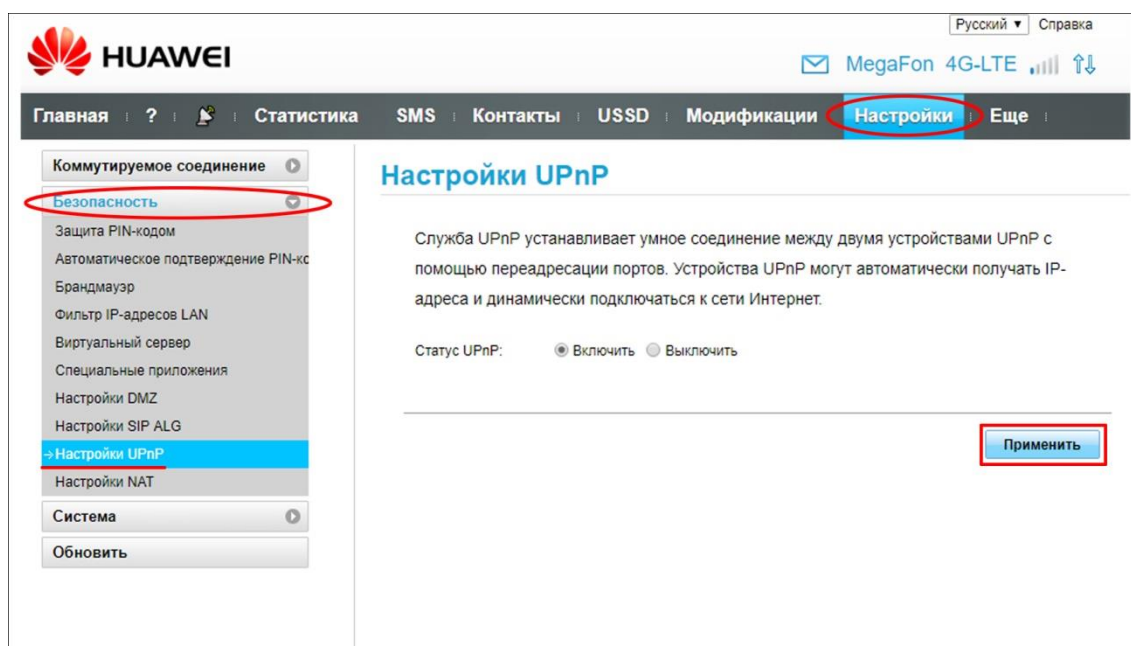 Русский ▼ Справка
HUAWEI
MegaFon 4G-LTE
Главная ? Статистика SMS Контакты USSD Модификации Настройки Еще
Коммутируемое соединение
Безопасность
Защита PIN-кодом
Автоматическое подтверждение PIN-кс
Брандмауэр
Фильтр IP-адресов LAN
Виртуальный сервер
Специальные приложения
Настройки DMZ
Настройки SIP ALG
→Настройки UPnP
Настройки NAT
Система
Обновить
Настройки UPnP
Служба UPnP устанавливает умное соединение между двумя устройствами UPnP с
помощью переадресации портов. Устройства UPnP могут автоматически получать IP-
адреса и динамически подключаться к сети Интернет.
Статус UPnP: Включить Выключить
Применить